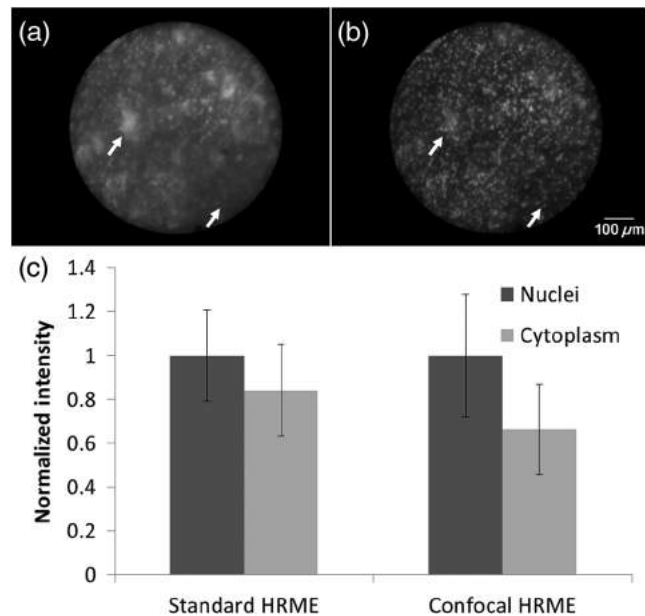 (a)
(b)
100 μm
(c)
Normalized intensity
1.4
1.2
1
0.8
0.6
0.4
0.2
0
Nuclei
Cytoplasm
Standard HRME
Confocal HRME